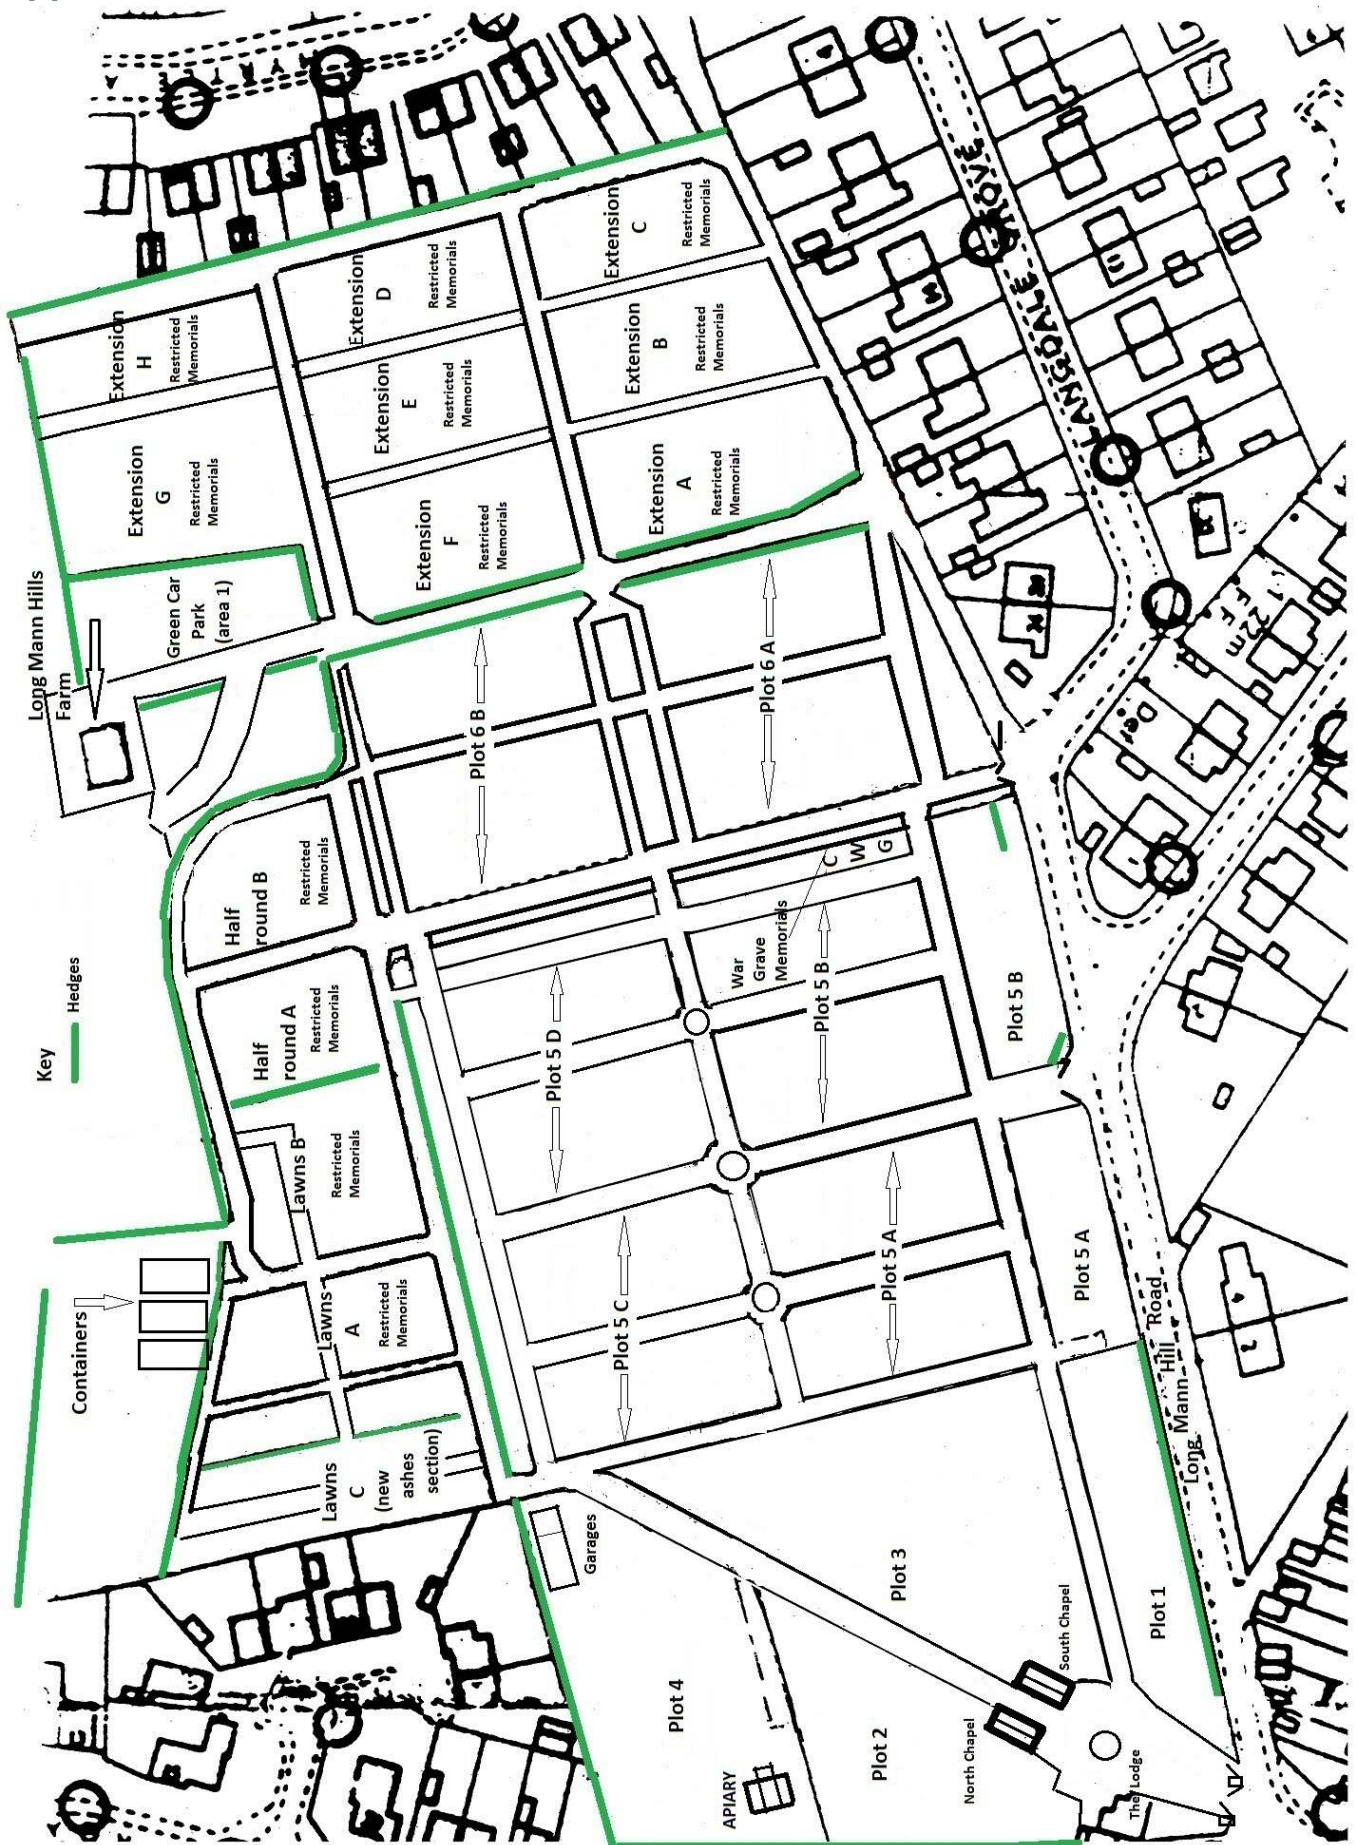 Key
Hedges
Long Mann Hills
Farm
Containers
Green Car
Park
(area 1)
Extension
H
Restricted
Memorials
Extension
G
Restricted
Memorials
Extension
D
Restricted
Memorials
Extension
E
Restricted
Memorials
Extension
F
Restricted
Memorials
Extension
C
Restricted
Memorials
Extension
B
Restricted
Memorials
Extension
A
Restricted
Memorials
Half
round B
Restricted
Memorials
Half
round A
Restricted
Memorials
Lawns B
Restricted
Memorials
Lawns
A
Restricted
Memorials
Lawns
C
(new
ashes
section)
Plot 6 B
Plot 6 A
Plot 5 D
Plot 5 C
War
Grave
Memorials
C
W
G
Plot 5 B
Plot 5 A
Plot 5 B
Plot 5 A
Garages
Plot 4
Plot 3
Plot 2
Plot 1
APIARY
North Chapel
South Chapel
The Lodge
Long Mann Hill Road
LANGDALE GROVE
Def
1.22m
FF